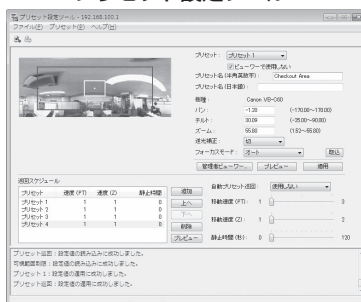 プリセット設定ツール - 192.168.100.1
ファイル(F) プリセット(P) ヘルプ(H)
プリセット: プリセット 1
ビューワーで使用しない
プリセット名(半角英数字): Checkout Area
プリセット名(日本語):
機種: Canon VB-C60
パン: -1.30 (-170.00~170.00)
チルト: 30.09 (-25.00~90.00)
ズーム: 55.80 (1.92~55.80)
逆光補正: 切
フォーカスモード: オート 取込
管理者ビューワー... プレビュー 適用
巡回スケジュール
プリセット 速度 (PT) 速度 (Z) 静止時間
プリセット 1 1 1 0
プリセット 2 1 1 0
プリセット 3 1 1 0
プリセット 4 1 1 0
追加
上へ
下へ
削除
プレビュー
自動プリセット巡回: 使用しない
移動速度 (PT): 1 3
移動速度 (Z): 1 2
静止時間 (秒): 0 120
プリセット巡回: 設定値の読み込みに成功しました。
可視範囲制限: 設定値の読み込みに成功しました。
プリセット 1: 設定値の適用に成功しました。
プリセット巡回: 設定値の適用に成功しました。